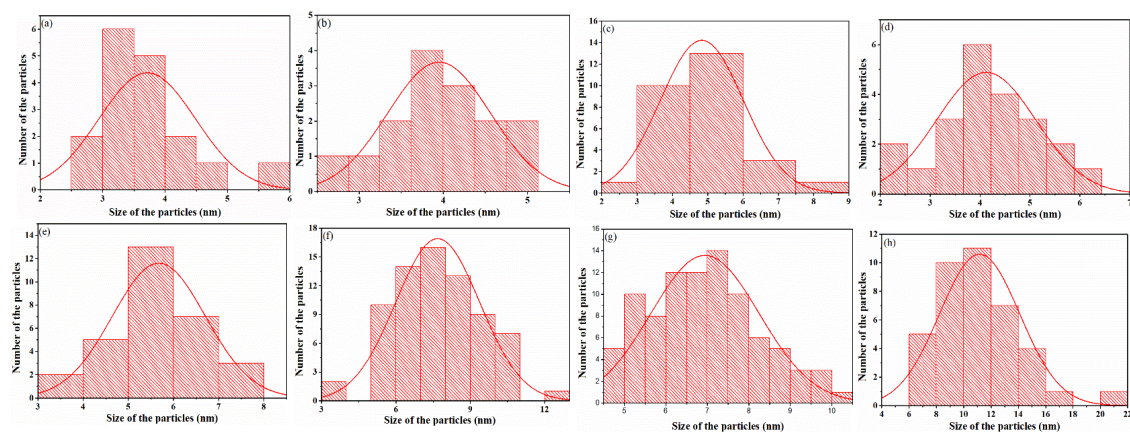 (a)
Number of the particles
6
4
2
0
2 3 4 5 6
Size of the particles (nm)
(b)
Number of the particles
5
4
3
2
1
0
3 4 5
Size of the particles (nm)
(c)
Number of the particles
16
14
12
10
8
6
4
2
0
2 3 4 5 6 7 8 9
Size of the particles (nm)
(d)
Number of the particles
6
4
2
0
2 3 4 5 6 7
Size of the particles (nm)
(e)
Number of the particles
14
12
10
8
6
4
2
0
3 4 5 6 7 8
Size of the particles (nm)
(f)
Number of the particles
18
15
12
9
6
3
0
3 6 9 12
Size of the particles (nm)
(g)
Number of the particles
16
14
12
10
8
6
4
2
0
5 6 7 8 9 10
Size of the particles (nm)
(h)
Number of the particles
12
10
8
6
4
2
0
4 6 8 10 12 14 16 18 20 22
Size of the particles (nm)